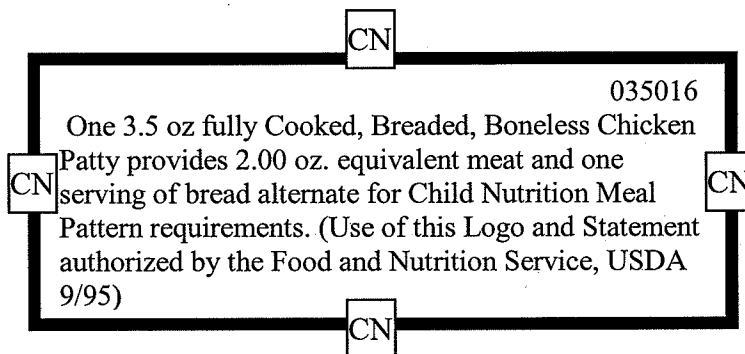 CN
035016
One 3.5 oz fully Cooked, Breaded, Boneless Chicken
Patty provides 2.00 oz. equivalent meat and one
CN
CN
serving of bread alternate for Child Nutrition Meal
Pattern requirements. (Use of this Logo and Statement
authorized by the Food and Nutrition Service, USDA
9/95)
CN